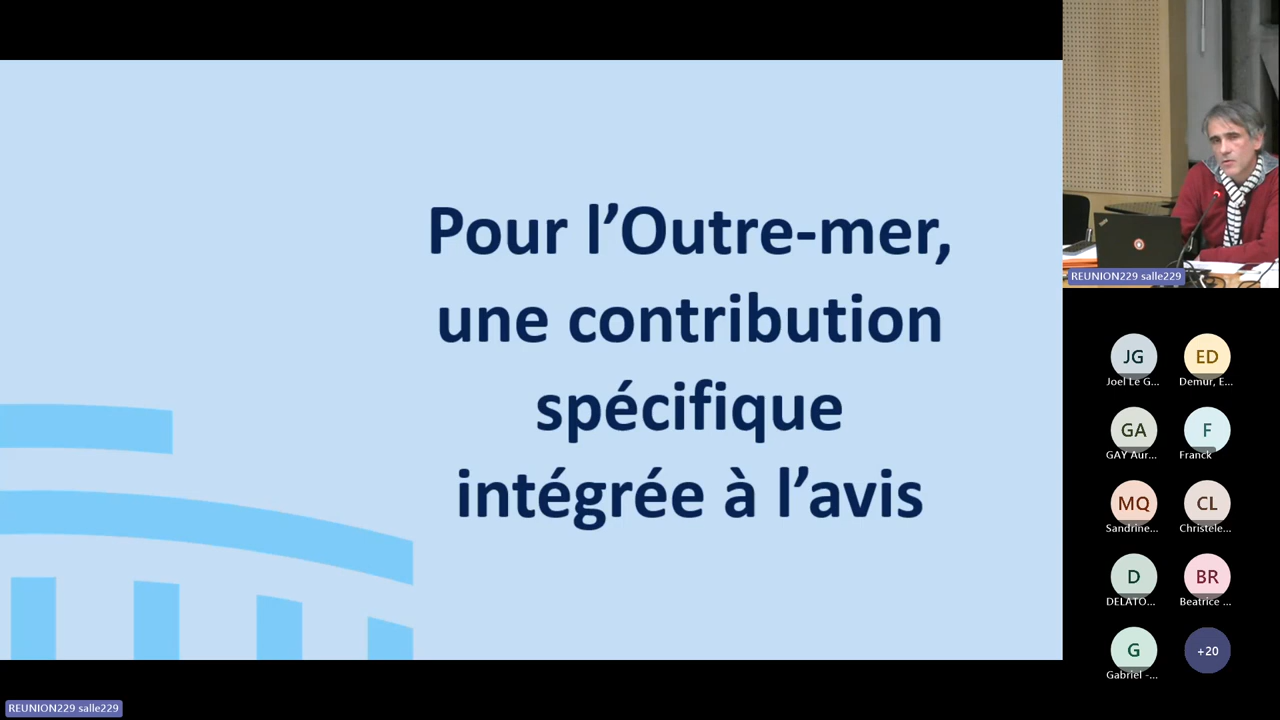 Pour l’Outre-mer,
une contribution
spécifique
intégrée à l’avis
REUNION229 salle229
JG
Joel Le G...
ED
Demur, E...
GA
GAY Aur...
F
Franck
MQ
Sandrine...
CL
Christele...
D
DELATO...
BR
Beatrice ...
G
Gabriel -...
+20
REUNION229 salle229